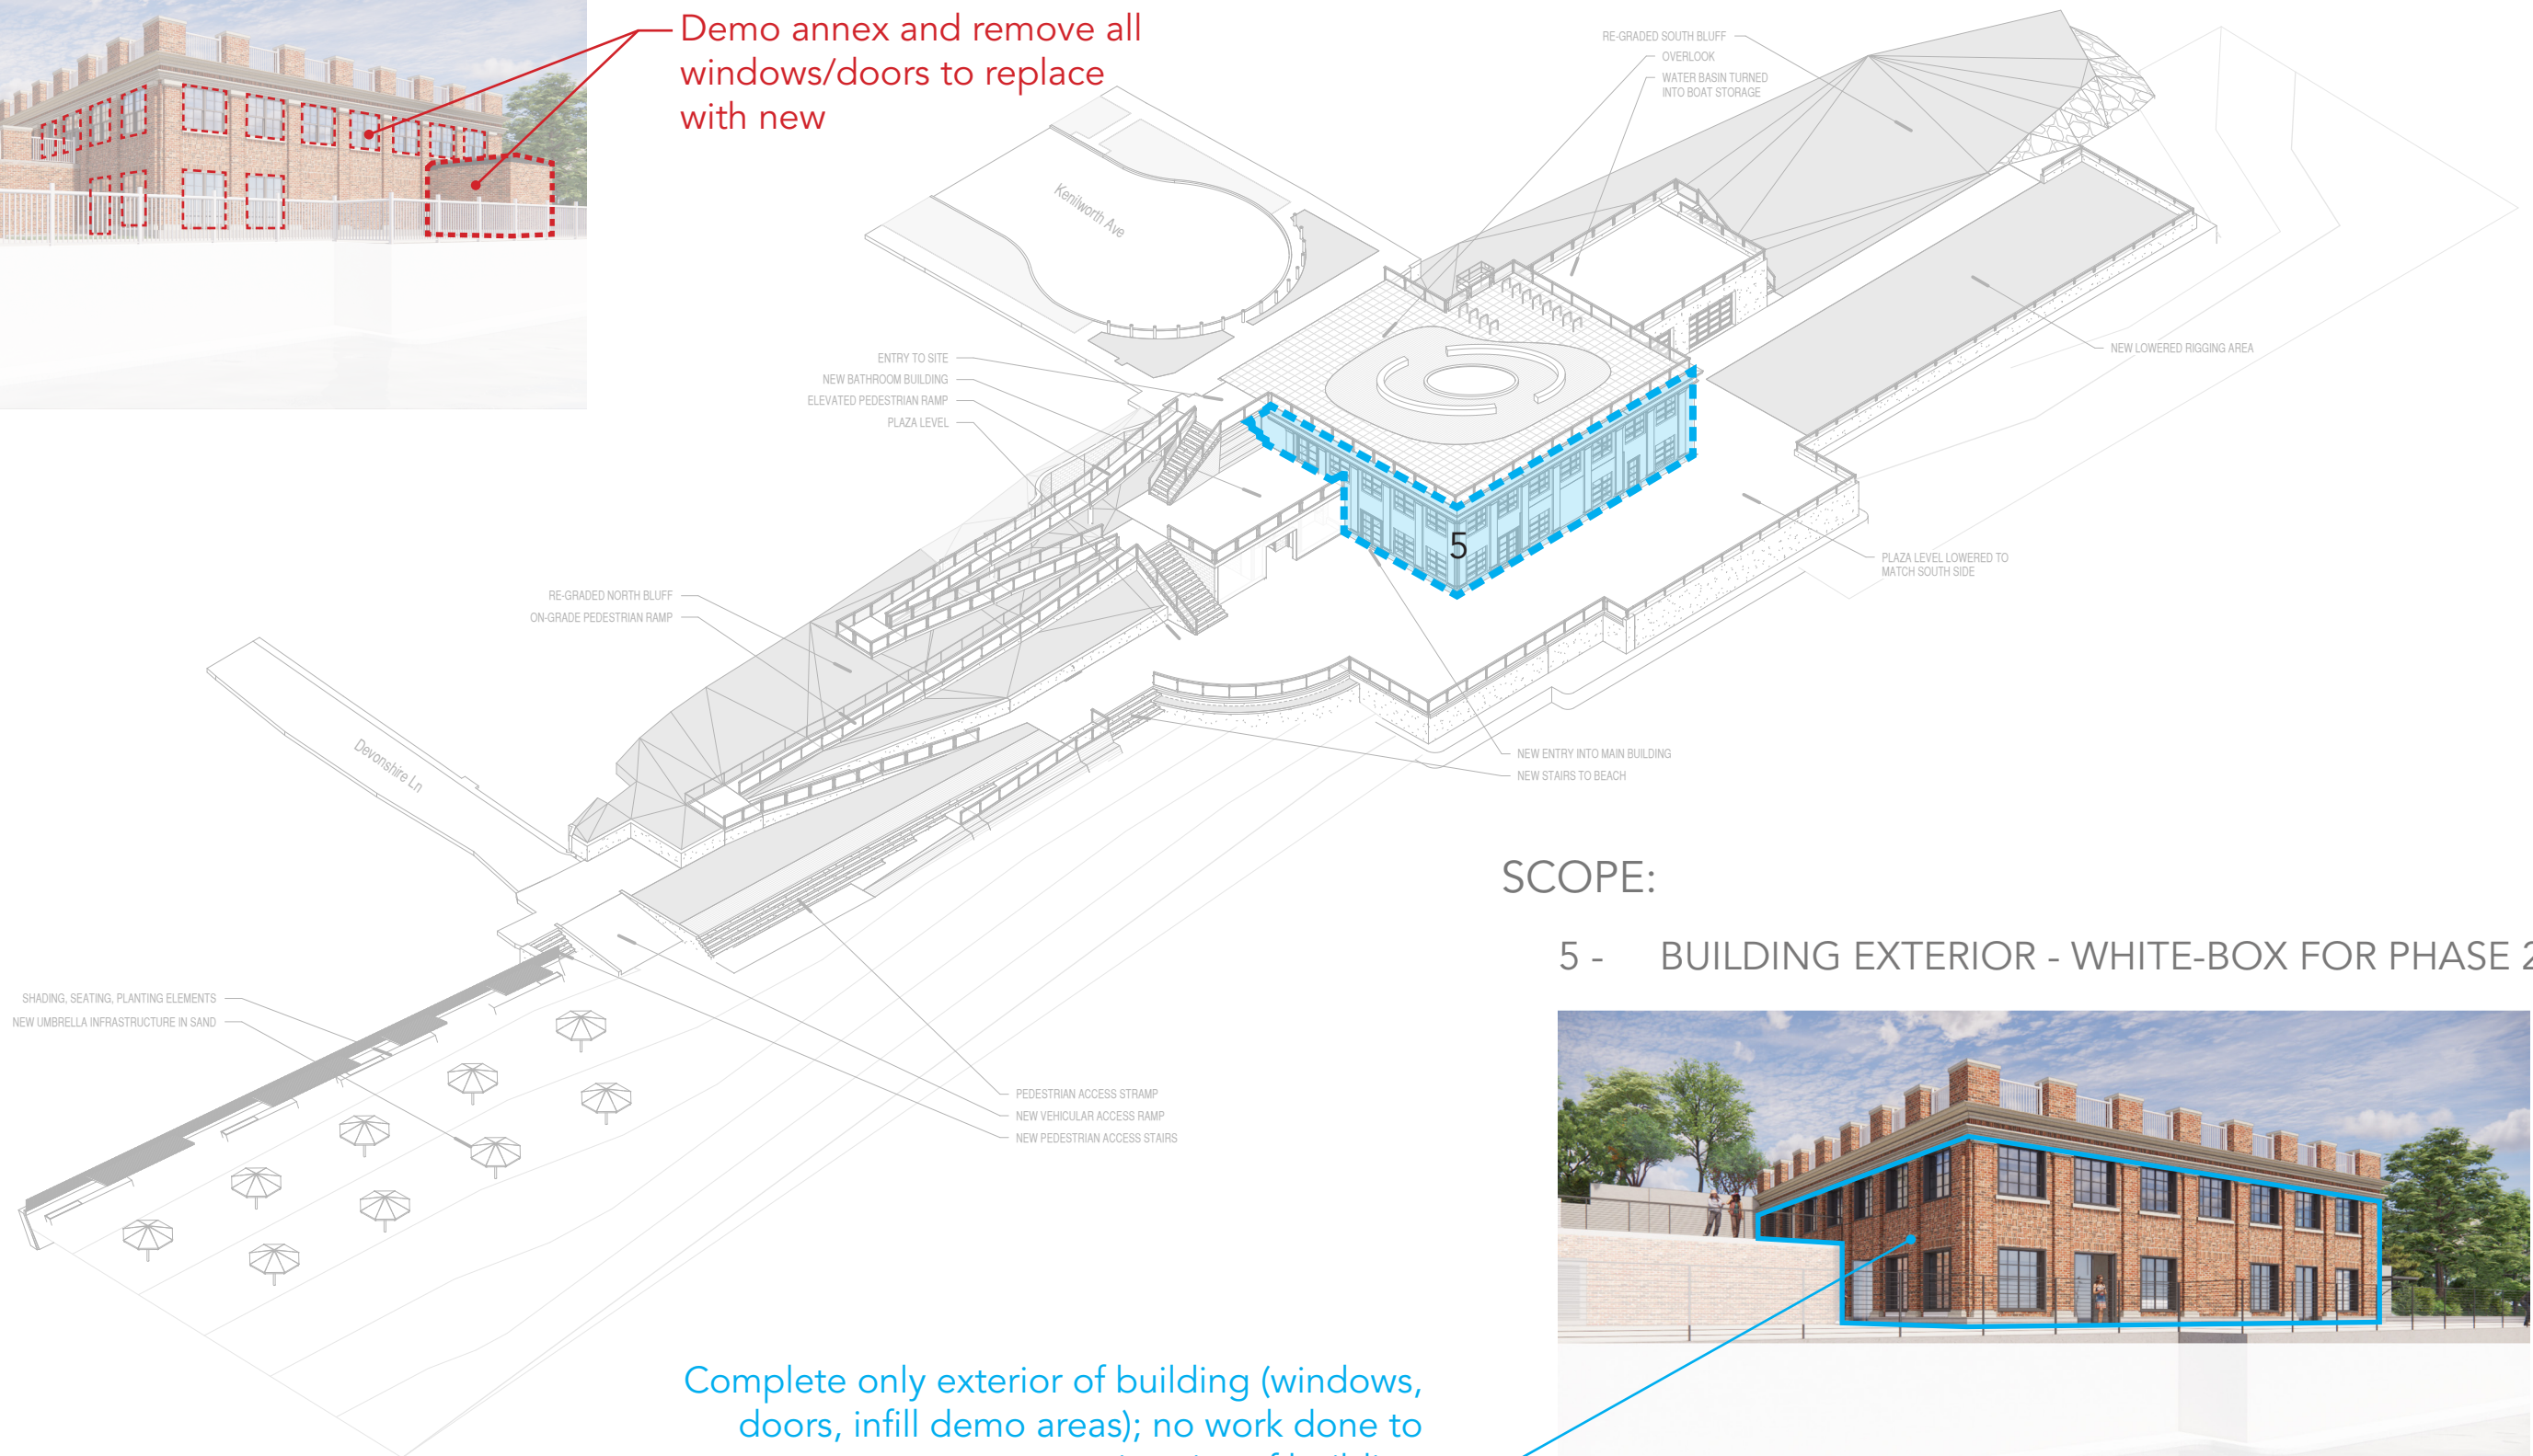 Demo annex and remove all
windows/doors to replace
with new
RE-GRADED SOUTH BLUFF
OVERLOOK
WATER BASIN TURNED
INTO BOAT STORAGE
Kenilworth Ave
ENTRY TO SITE
NEW BATHROOM BUILDING
ELEVATED PEDESTRIAN RAMP
PLAZA LEVEL
NEW LOWERED RIGGING AREA
5
PLAZA LEVEL LOWERED TO
MATCH SOUTH SIDE
RE-GRADED NORTH BLUFF
ON-GRADE PEDESTRIAN RAMP
Devonshire Ln
NEW ENTRY INTO MAIN BUILDING
NEW STAIRS TO BEACH
SCOPE:
5 - BUILDING EXTERIOR - WHITE-BOX FOR PHASE 2
SHADING, SEATING, PLANTING ELEMENTS
NEW UMBRELLA INFRASTRUCTURE IN SAND
PEDESTRIAN ACCESS STRAMP
NEW VEHICULAR ACCESS RAMP
NEW PEDESTRIAN ACCESS STAIRS
Complete only exterior of building (windows,
doors, infill demo areas); no work done to